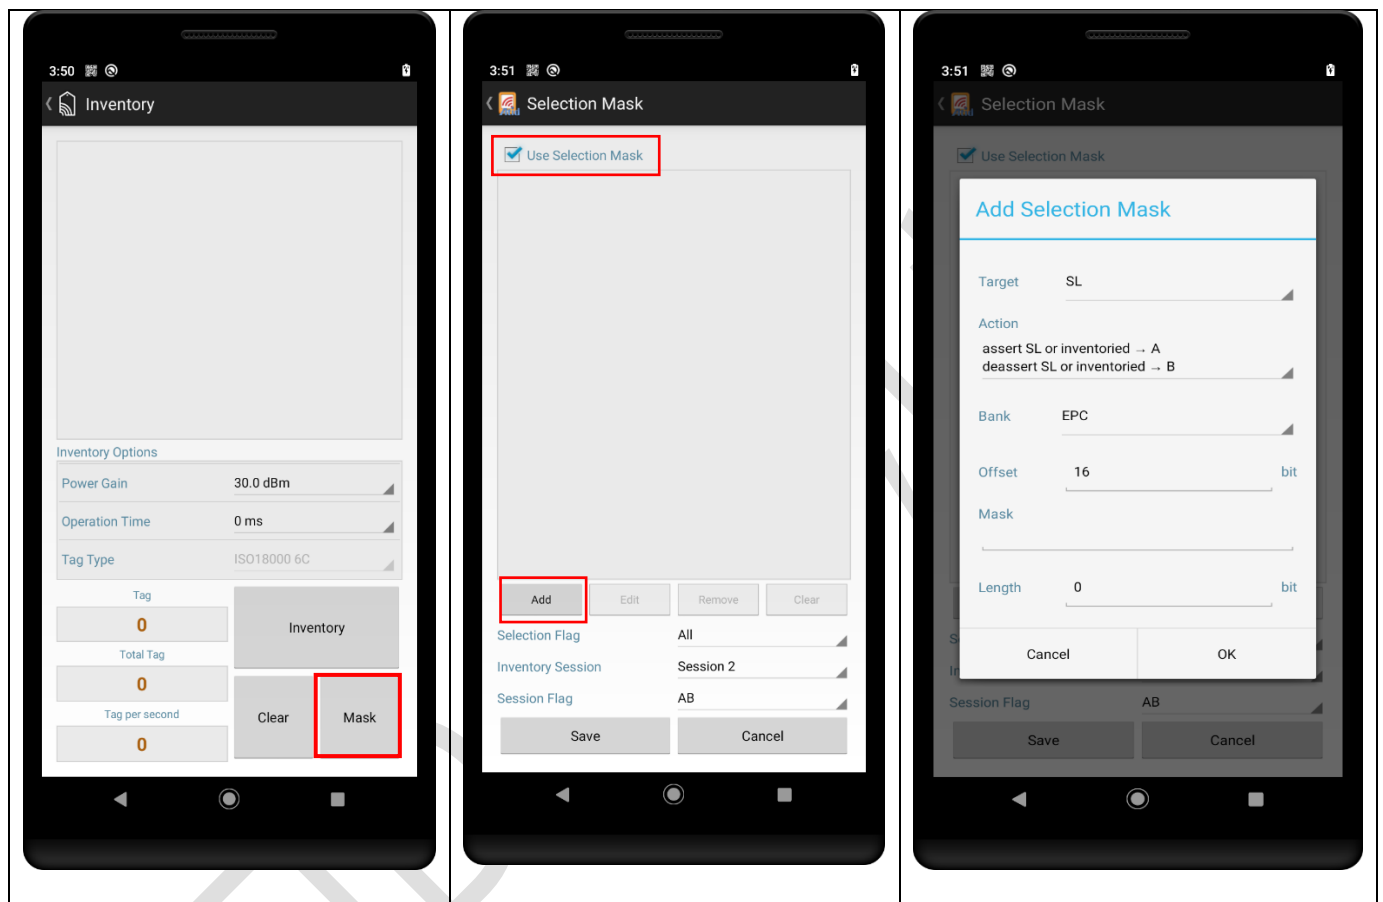 3:50
Inventory
Inventory Options
Power Gain 30.0 dBm
Operation Time 0 ms
Tag Type ISO18000 6C
Tag
0
Inventory
Total Tag
0
Clear Mask
Tag per second
0
3:51
Selection Mask
Use Selection Mask
Add Edit Remove Clear
Selection Flag All
Inventory Session Session 2
Session Flag AB
Save Cancel
3:51
Selection Mask
Use Selection Mask
Add Selection Mask
Target SL
Action
assert SL or inventoried → A
deassert SL or inventoried → B
Bank EPC
Offset 16 bit
Mask
Length 0 bit
Cancel OK
Session Flag AB
Save Cancel